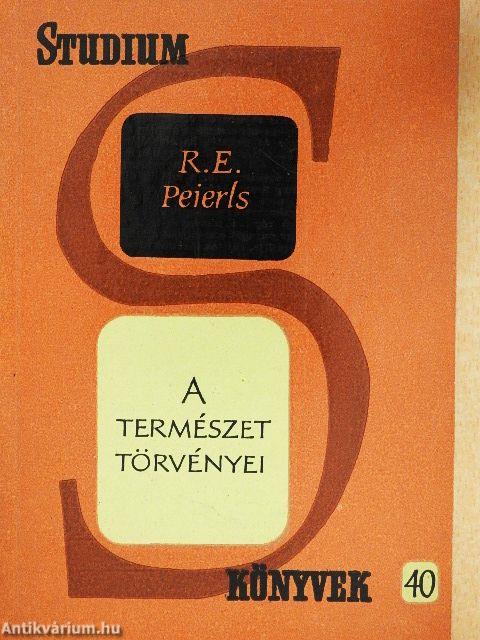 STUDIUM
R.E.
Peierls
A
TERMÉSZET
TÖRVÉNYEI
KÖNYVEK 40
Antikvárium.hu